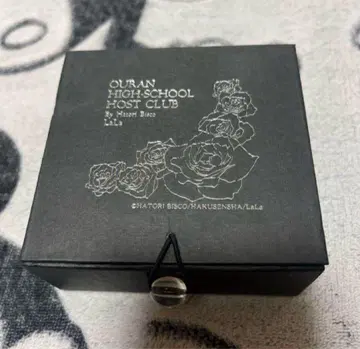 OURAN
HIGH-SCHOOL
HOST CLUB
By Hatori Bisco
LaLa
©HATORI BISCO/HAKUSENSHA/LaLa